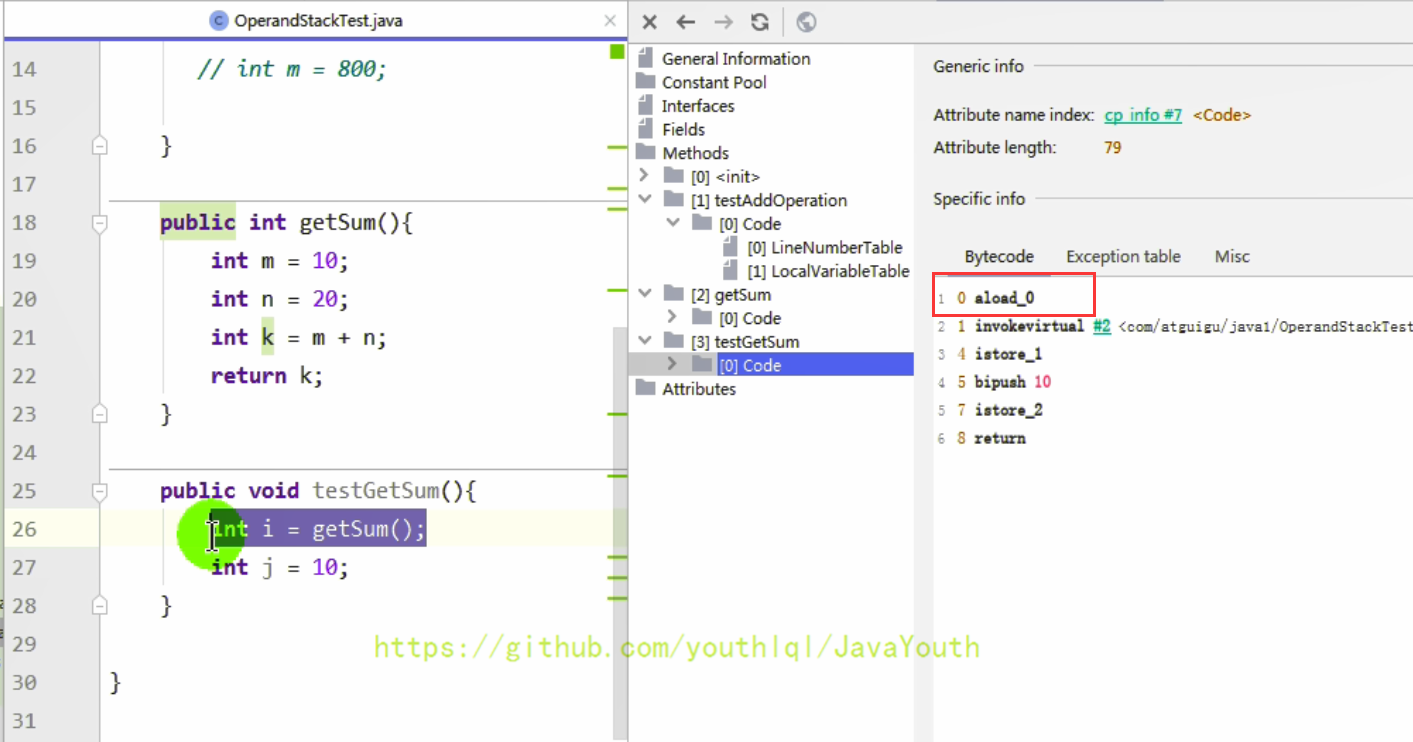 OperandStackTest.java
14 // int m = 800;
15
16 }
17
18 public int getSum(){
19 int m = 10;
20 int n = 20;
21 int k = m + n;
22 return k;
23 }
24
25 public void testGetSum(){
26 int i = getSum();
27 int j = 10;
28 }
29
30 }
31
https://github.com/youthlql/JavaYouth
General Information
Constant Pool
Interfaces
Fields
Methods
[0] <init>
[1] testAddOperation
[0] Code
[0] LineNumberTable
[1] LocalVariableTable
[2] getSum
[0] Code
[3] testGetSum
[0] Code
Attributes
Generic info
Attribute name index: cp_info #7 <Code>
Attribute length: 79
Specific info
Bytecode Exception table Misc
1 0 aload_0
2 1 invokevirtual #2 <com/atguigu/java1/OperandStackTest
3 4 istore_1
4 5 bipush 10
5 7 istore_2
6 8 return